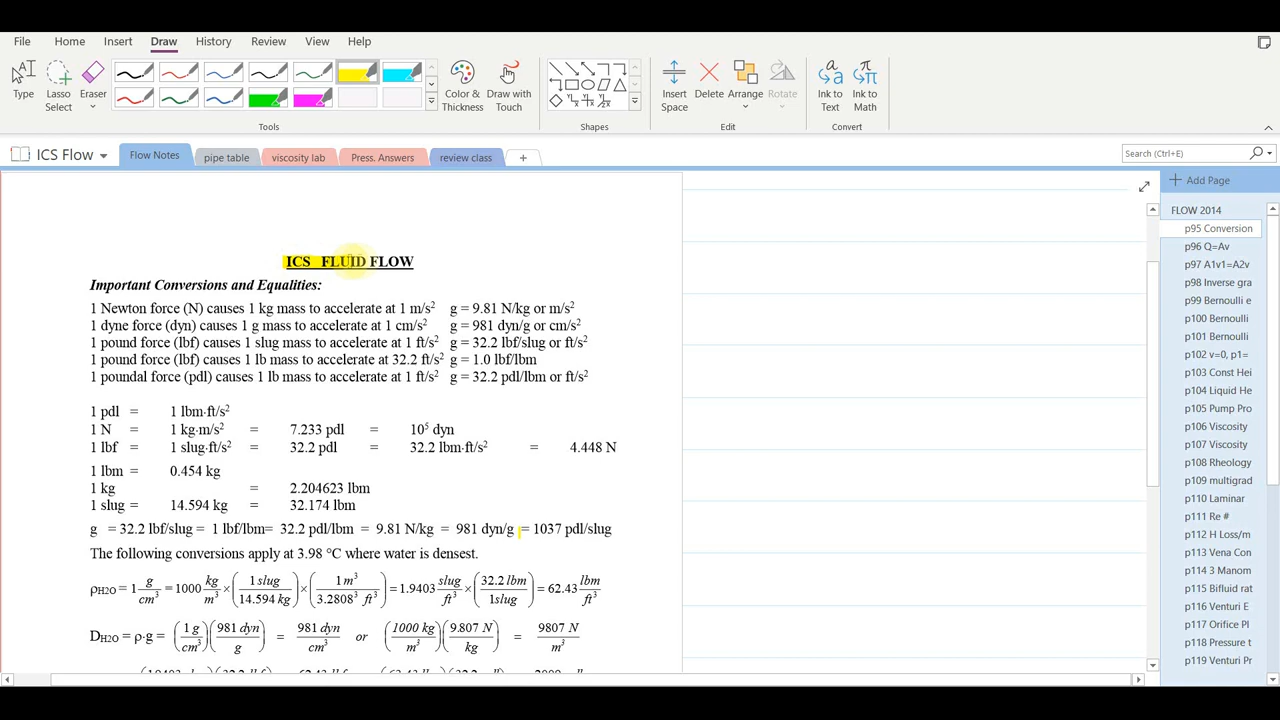 File Home Insert Draw History Review View Help
Type Lasso Select Eraser Color & Thickness Draw with Touch Insert Space Delete Arrange Rotate Ink to Text Ink to Math
Tools Shapes Edit Convert
ICS Flow Flow Notes pipe table viscosity lab Press. Answers review class + Search (Ctrl+E)
Add Page
FLOW 2014
p95 Conversion
p96 Q=Av
p97 A1v1=A2v
p98 Inverse gra
p99 Bernoulli e
p100 Bernoulli
p101 Bernoulli
p102 v=0, p1=
p103 Const Hei
p104 Liquid He
p105 Pump Pro
p106 Viscosity
p107 Viscosity
p108 Rheology
p109 multigrad
p110 Laminar
p111 Re #
p112 H Loss/m
p113 Vena Con
p114 3 Manom
p115 Bifluid rat
p116 Venturi E
p117 Orifice Pl
p118 Pressure t
p119 Venturi Pr
ICS FLUID FLOW
Important Conversions and Equalities:
1 Newton force (N) causes 1 kg mass to accelerate at 1 m/s² g = 9.81 N/kg or m/s²
1 dyne force (dyn) causes 1 g mass to accelerate at 1 cm/s² g = 981 dyn/g or cm/s²
1 pound force (lbf) causes 1 slug mass to accelerate at 1 ft/s² g = 32.2 lbf/slug or ft/s²
1 pound force (lbf) causes 1 lb mass to accelerate at 32.2 ft/s² g = 1.0 lbf/lbm
1 poundal force (pdl) causes 1 lb mass to accelerate at 1 ft/s² g = 32.2 pdl/lbm or ft/s²
1 pdl = 1 lbm·ft/s²
1 N = 1 kg·m/s² = 7.233 pdl = 10⁵ dyn
1 lbf = 1 slug·ft/s² = 32.2 pdl = 32.2 lbm·ft/s² = 4.448 N
1 lbm = 0.454 kg
1 kg = 2.204623 lbm
1 slug = 14.594 kg = 32.174 lbm
g = 32.2 lbf/slug = 1 lbf/lbm= 32.2 pdl/lbm = 9.81 N/kg = 981 dyn/g = 1037 pdl/slug
The following conversions apply at 3.98 °C where water is densest.
ρH2O = 1 g/cm³ = 1000 kg/m³ × (1 slug/14.594 kg) × (1 m³/3.2808³ ft³) = 1.9403 slug/ft³ × (32.2 lbm/1slug) = 62.43 lbm/ft³
DH2O = ρ·g = (1 g/cm³)(981 dyn/g) = 981 dyn/cm³ or (1000 kg/m³)(9.807 N/kg) = 9807 N/m³